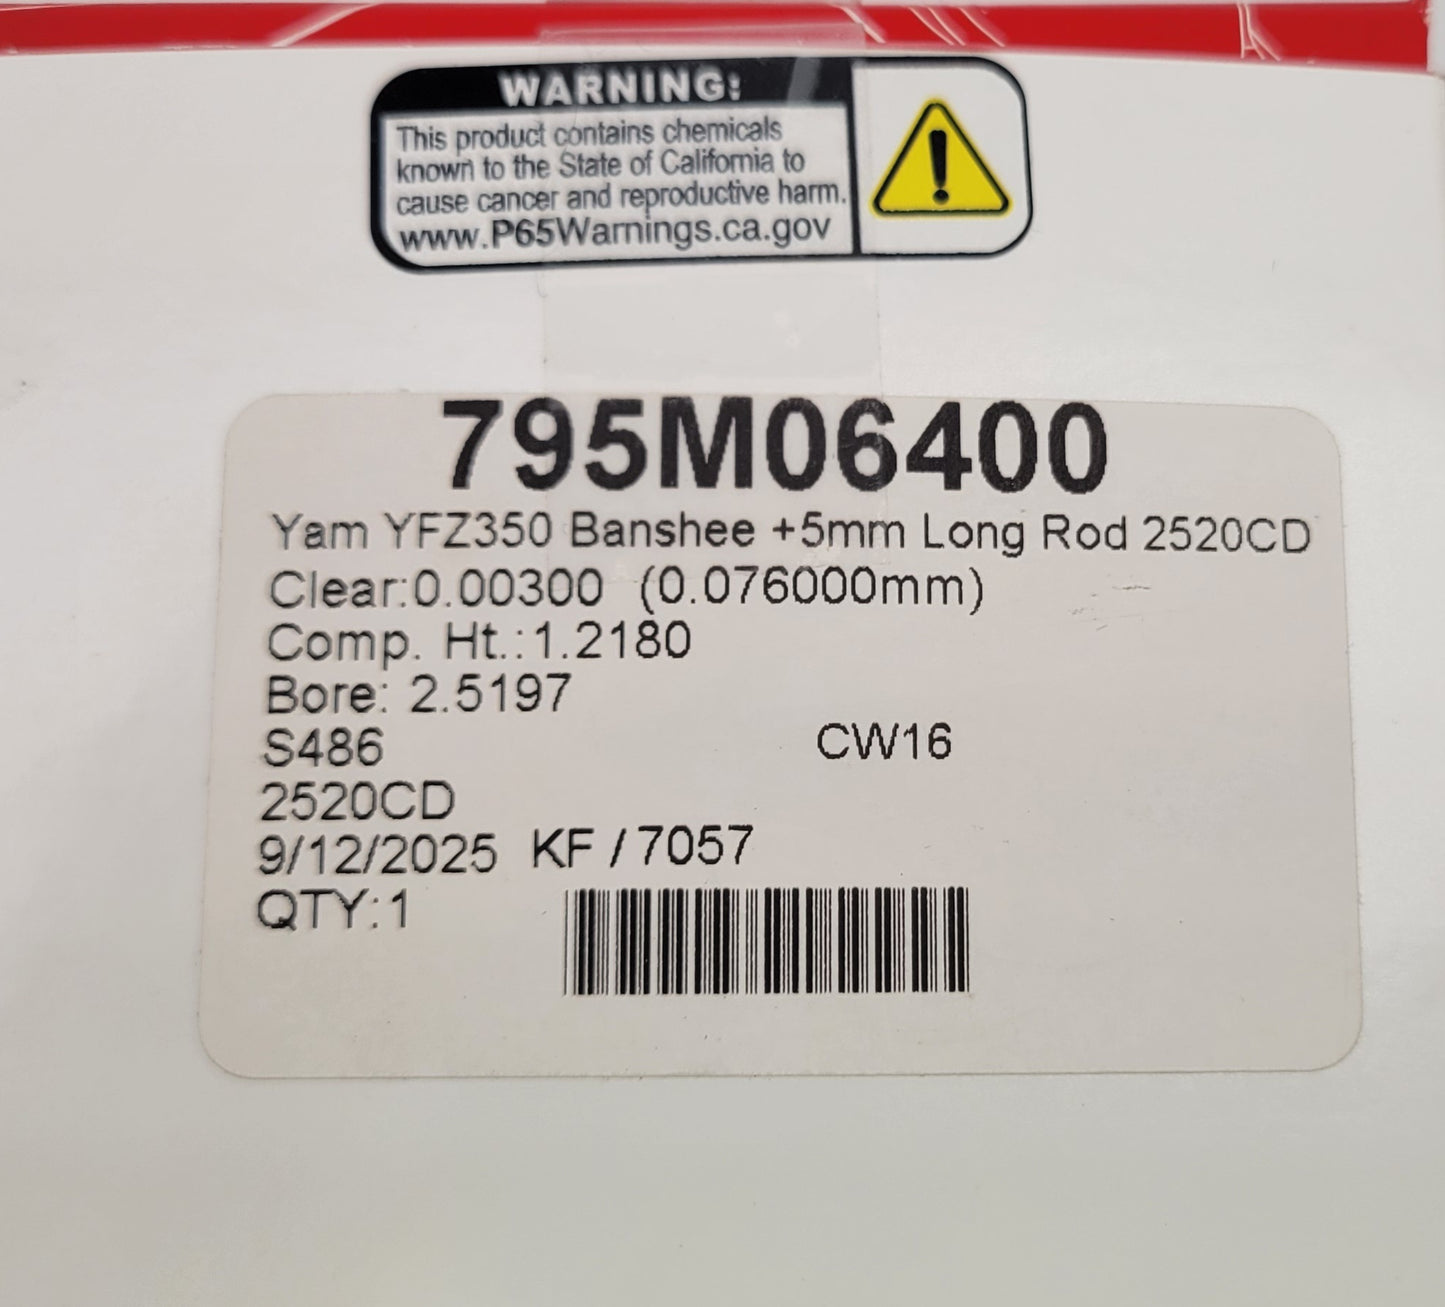 WARNING:
This product contains chemicals
known to the State of California to
cause cancer and reproductive harm.
www.P65Warnings.ca.gov
795M06400
Yam YFZ350 Banshee +5mm Long Rod 2520CD
Clear:0.00300 (0.076000mm)
Comp. Ht.:1.2180
Bore: 2.5197
S486 CW16
2520CD
9/12/2025 KF / 7057
QTY:1